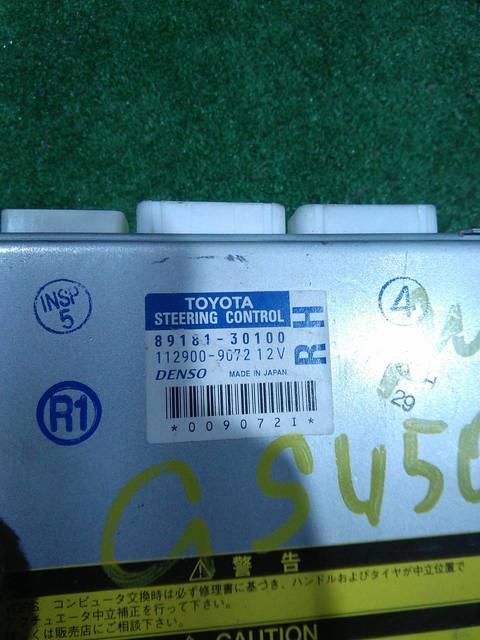 INSP
5
4
TOYOTA
STEERING CONTROL
RH
89181-30100
112900-9072 12V
DENSO MADE IN JAPAN
*009072I*
R1
29
GSU50
警告
コンピュータ交換時は必ず修理書に基づき、ハンドルおよびタイヤが中立位置で
クチュエータ中立補正を行って下さい。
くは販売店にご相談下さい。
CAUTION